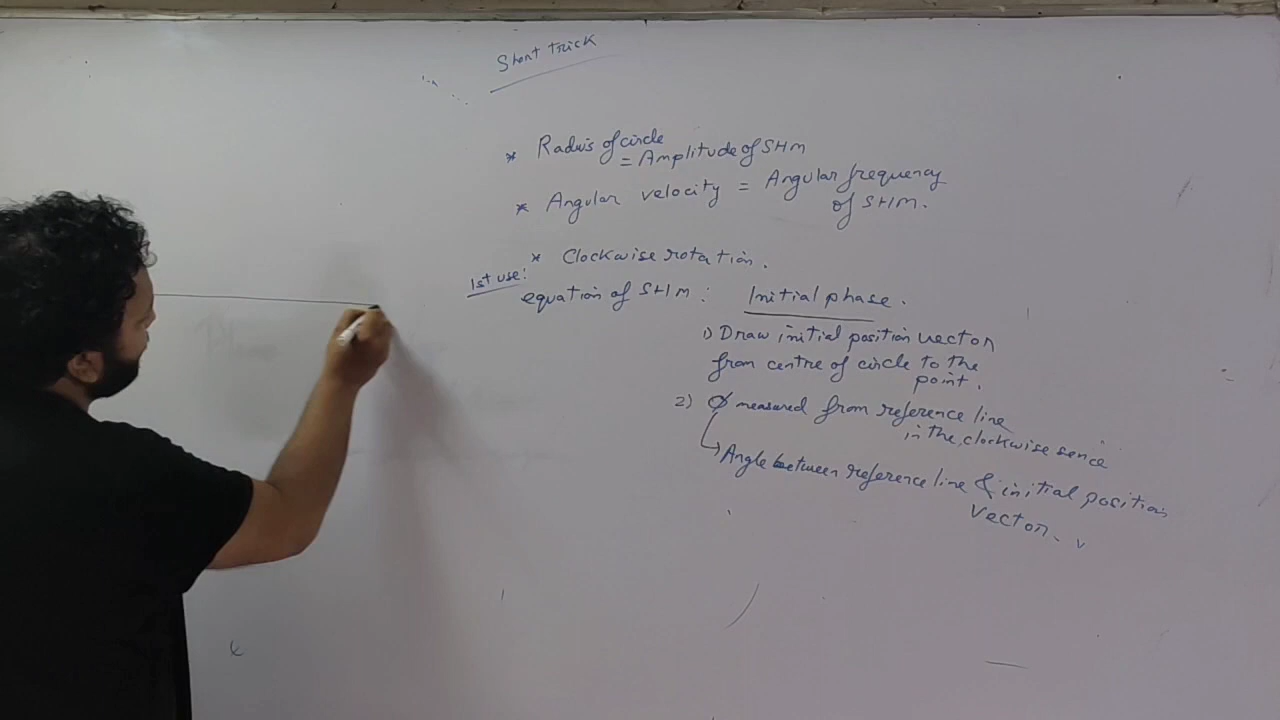 Short trick
* Radius of circle
= Amplitude of SHM
* Angular velocity = Angular frequency
of SHM.
* Clockwise rotation.
1st use:
equation of SHM : Initial phase.
1) Draw initial position vector
from centre of circle to the
point.
2) Ø measured from reference line
in the clockwise sence
↳ Angle between reference line & initial position
vector.